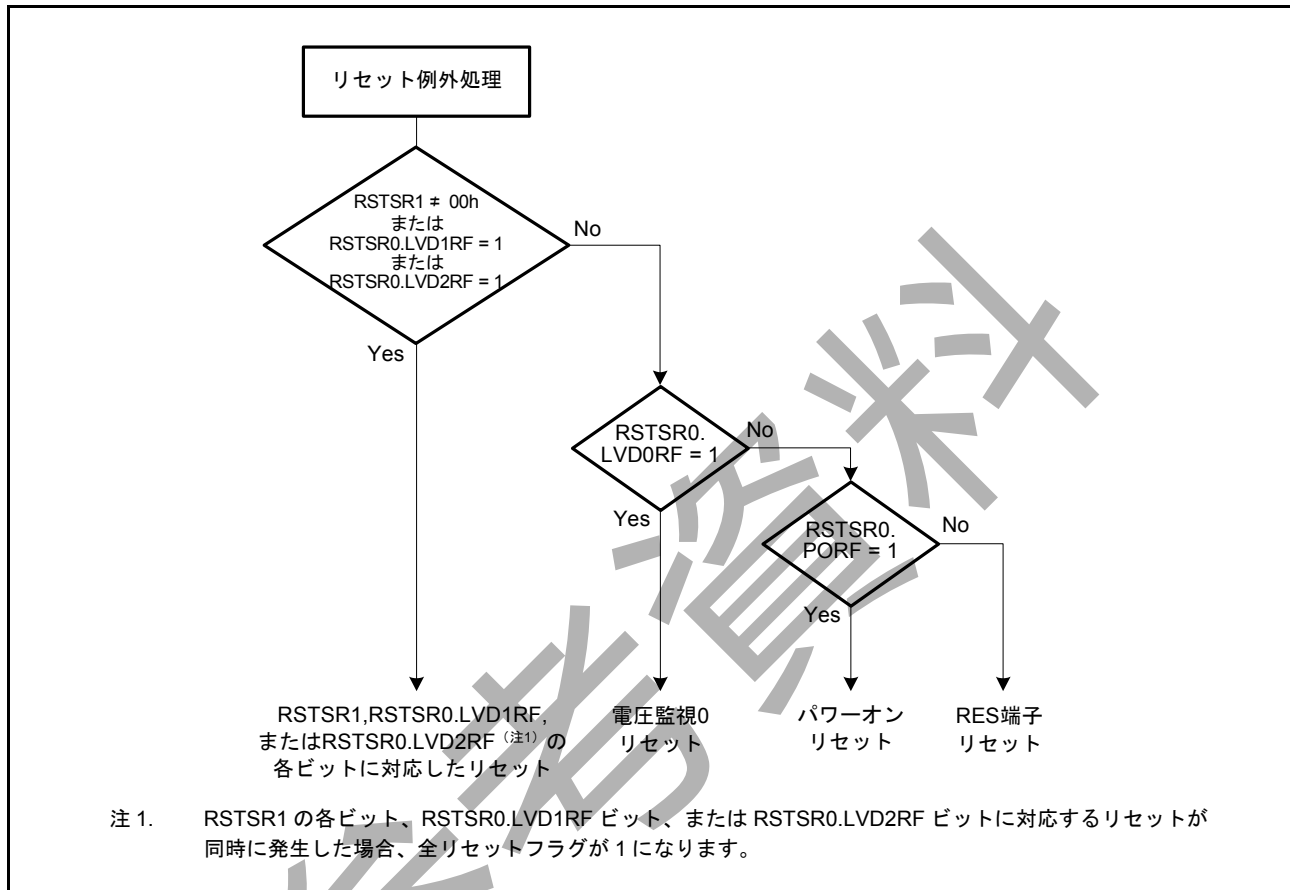 リセット例外処理
RSTSR1 ≠ 00h
または
RSTSR0.LVD1RF = 1
または
RSTSR0.LVD2RF = 1
No
Yes
RSTSR0.
LVD0RF = 1
No
Yes
RSTSR0.
PORF = 1
No
Yes
RSTSR1,RSTSR0.LVD1RF,
またはRSTSR0.LVD2RF（注1）の
各ビットに対応したリセット
電圧監視0
リセット
パワーオン
リセット
RES端子
リセット
注 1. RSTSR1 の各ビット、RSTSR0.LVD1RF ビット、または RSTSR0.LVD2RF ビットに対応するリセットが
同時に発生した場合、全リセットフラグが 1 になります。
参考資料